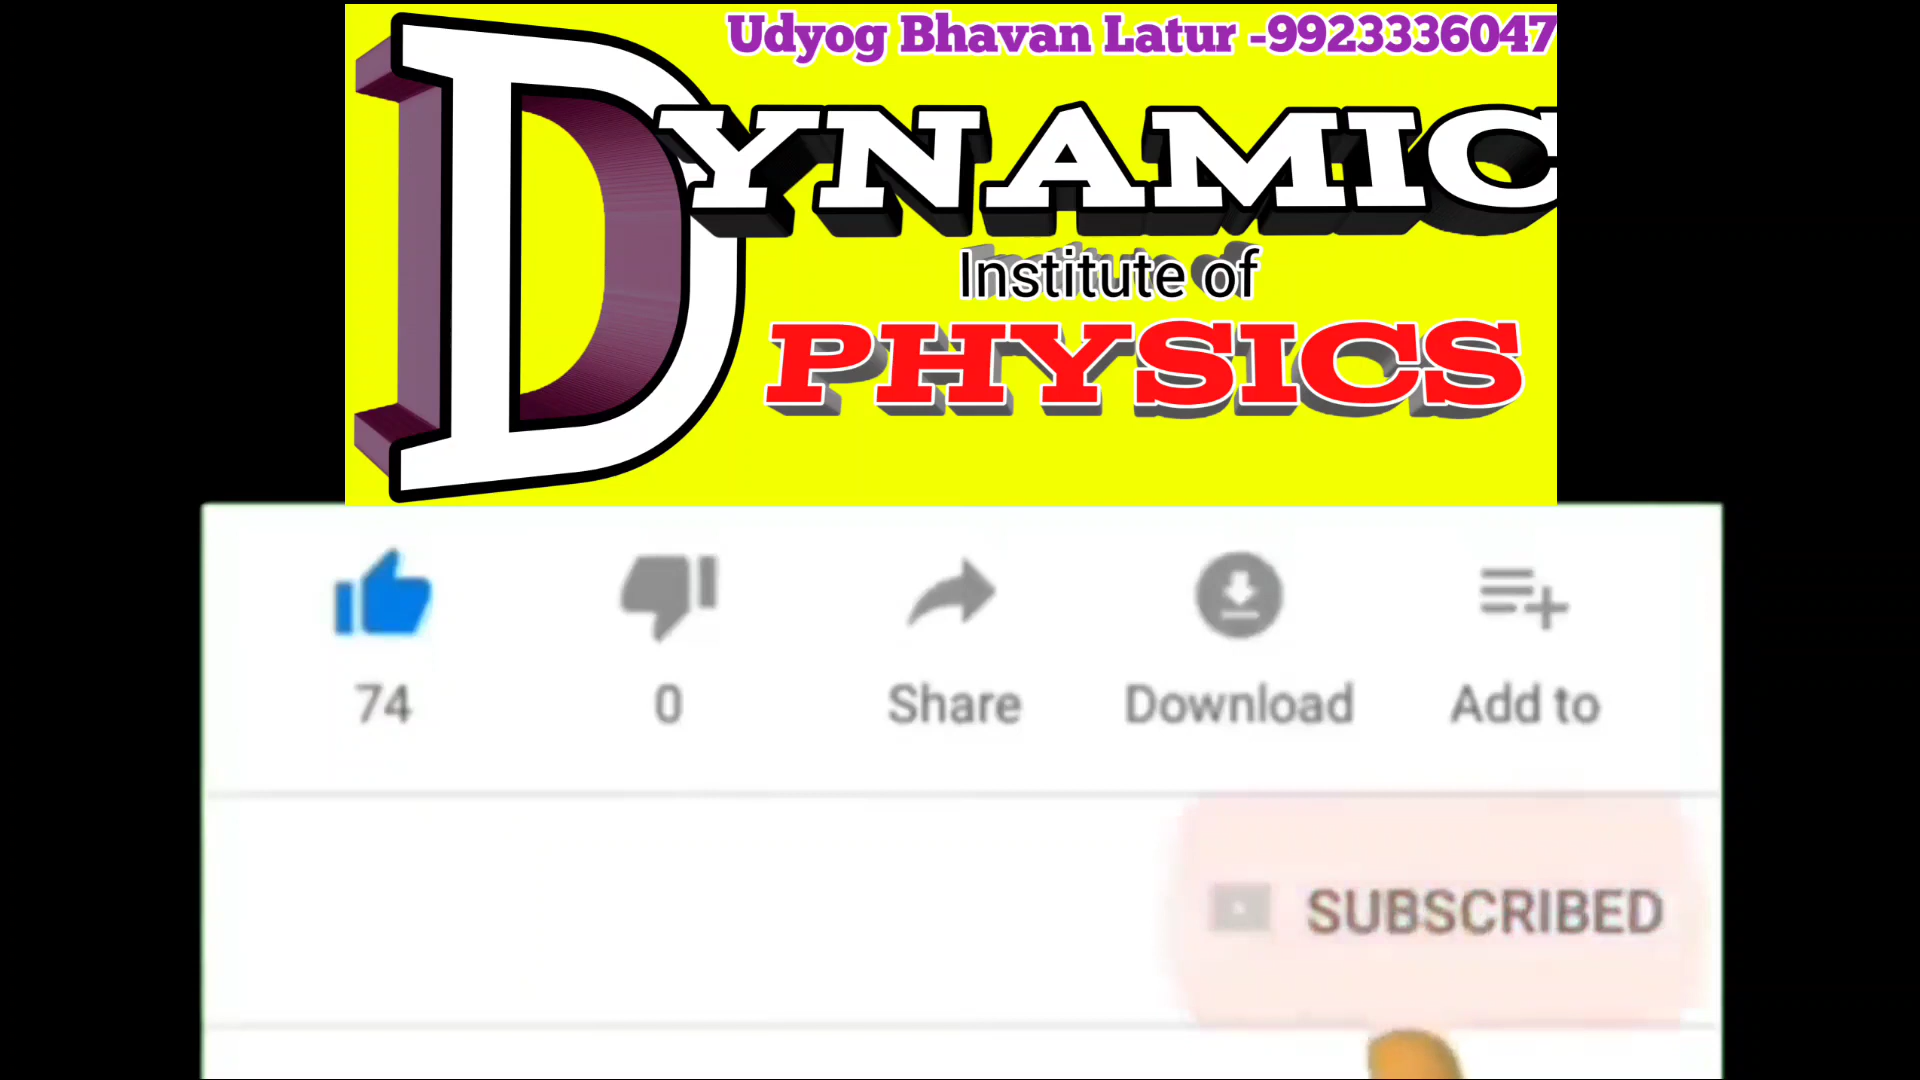 Udyog Bhavan Latur -9923336047
DYNAMIC
Institute of
PHYSICS
74 0 Share Download Add to
SUBSCRIBED